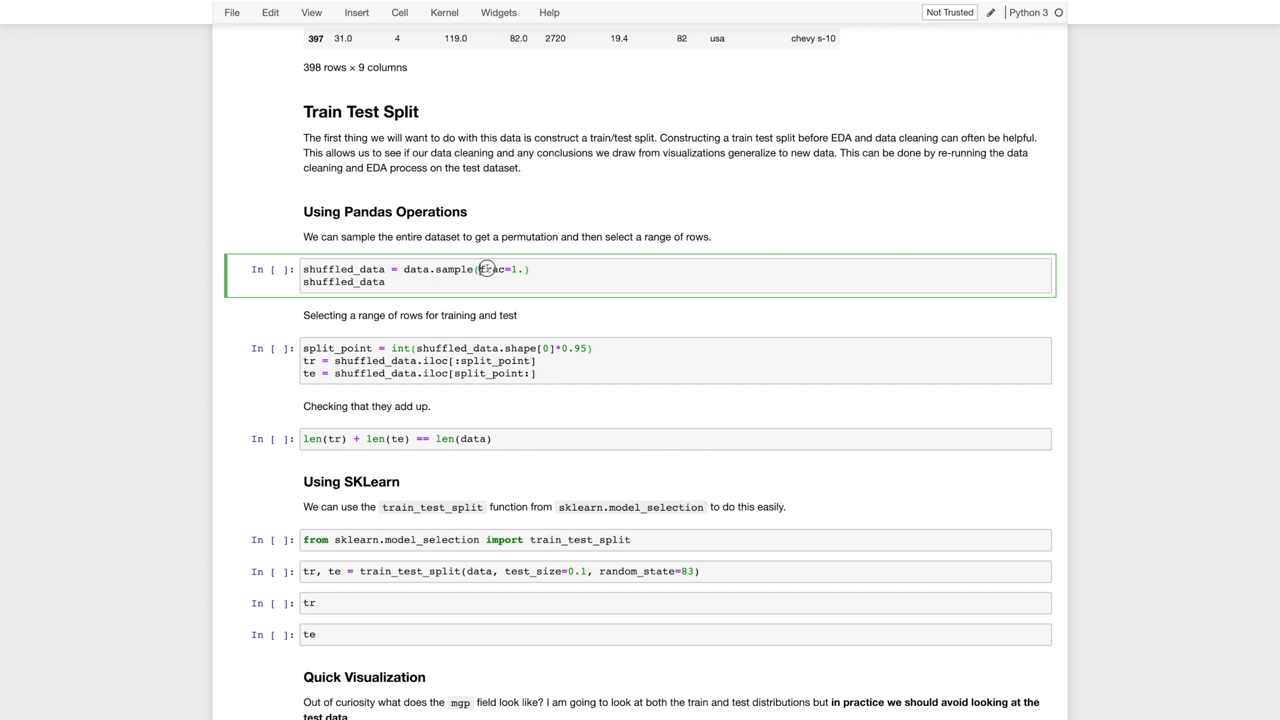 File Edit View Insert Cell Kernel Widgets Help Not Trusted Python 3
397 31.0 4 119.0 82.0 2720 19.4 82 usa chevy s-10
398 rows × 9 columns
Train Test Split
The first thing we will want to do with this data is construct a train/test split. Constructing a train test split before EDA and data cleaning can often be helpful.
This allows us to see if our data cleaning and any conclusions we draw from visualizations generalize to new data. This can be done by re-running the data
cleaning and EDA process on the test dataset.
Using Pandas Operations
We can sample the entire dataset to get a permutation and then select a range of rows.
In [ ]: shuffled_data = data.sample(frac=1.)
shuffled_data
Selecting a range of rows for training and test
In [ ]: split_point = int(shuffled_data.shape[0]*0.95)
tr = shuffled_data.iloc[:split_point]
te = shuffled_data.iloc[split_point:]
Checking that they add up.
In [ ]: len(tr) + len(te) == len(data)
Using SKLearn
We can use the train_test_split function from sklearn.model_selection to do this easily.
In [ ]: from sklearn.model_selection import train_test_split
In [ ]: tr, te = train_test_split(data, test_size=0.1, random_state=83)
In [ ]: tr
In [ ]: te
Quick Visualization
Out of curiosity what does the mgp field look like? I am going to look at both the train and test distributions but in practice we should avoid looking at the
test data